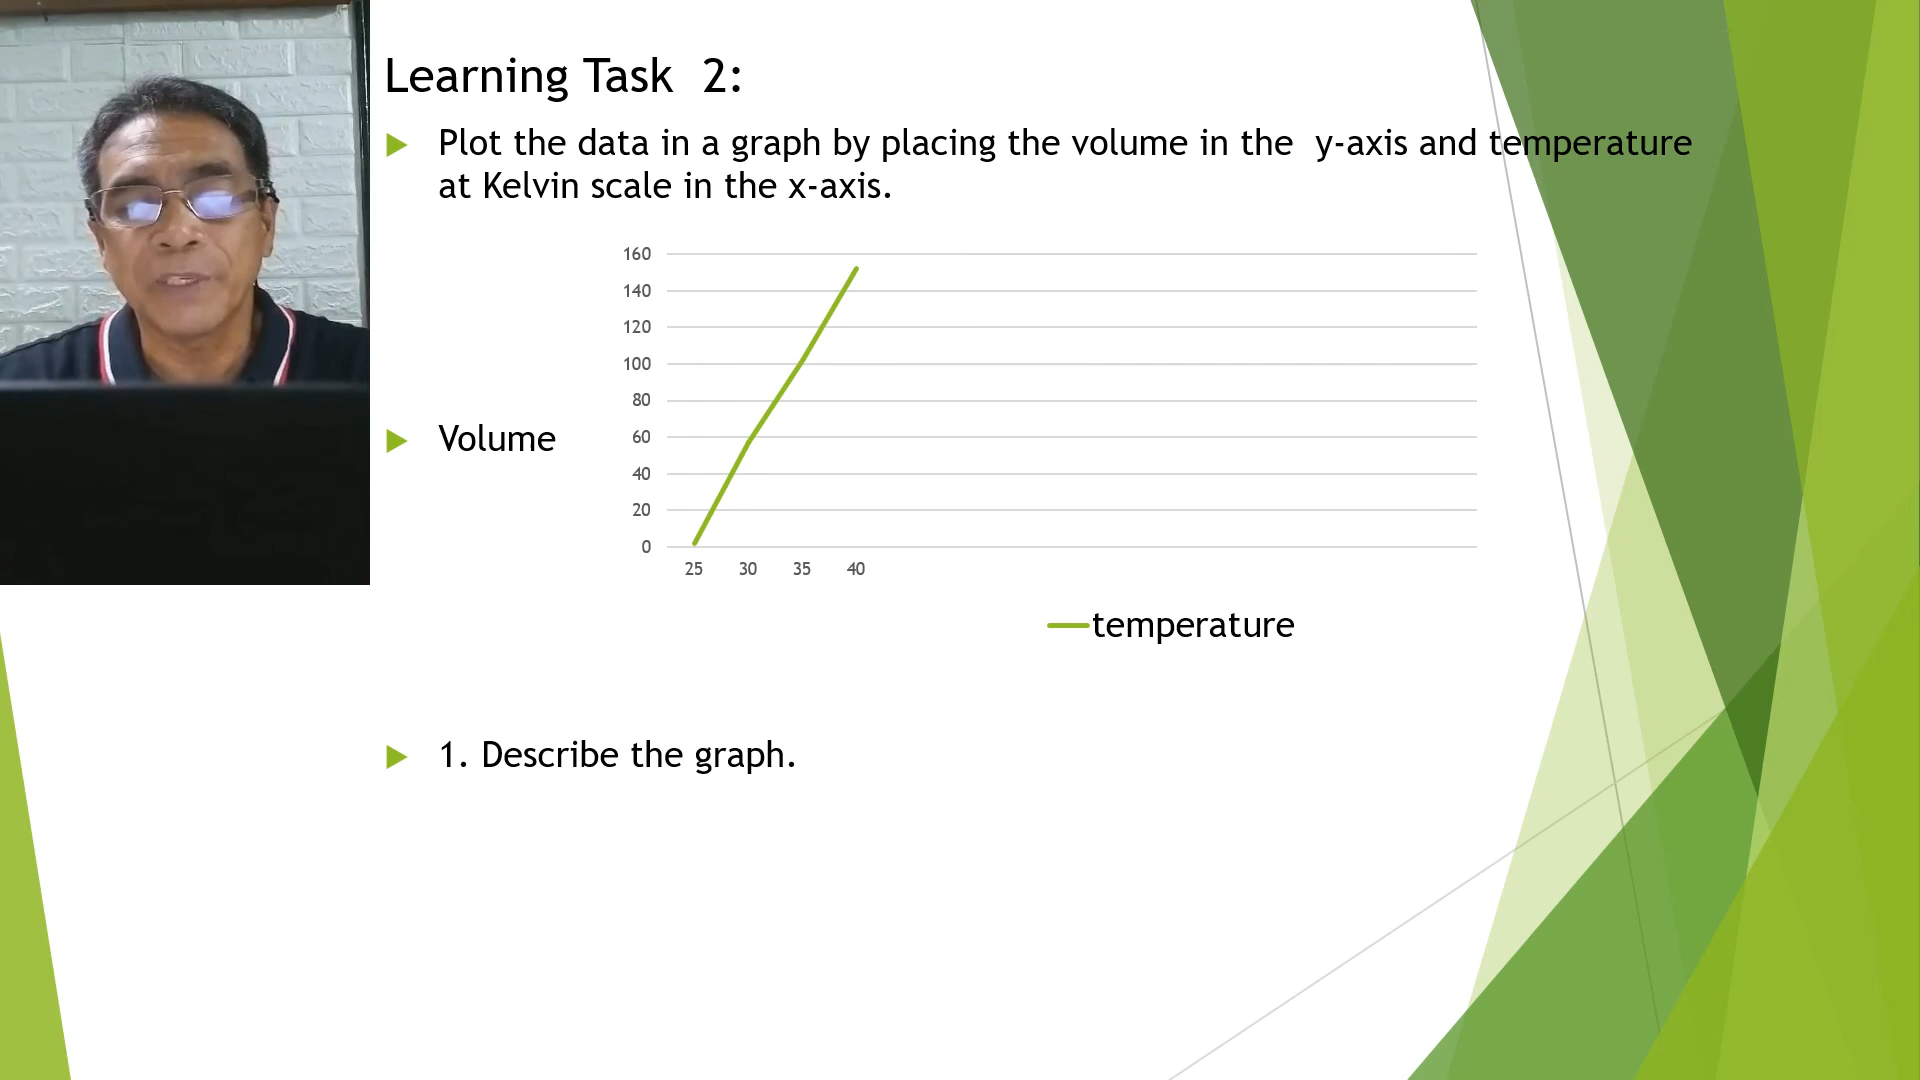 Learning Task 2:
Plot the data in a graph by placing the volume in the y-axis and temperature
at Kelvin scale in the x-axis.
160
140
120
100
80
Volume
60
40
20
0
25 30 35 40
temperature
1. Describe the graph.